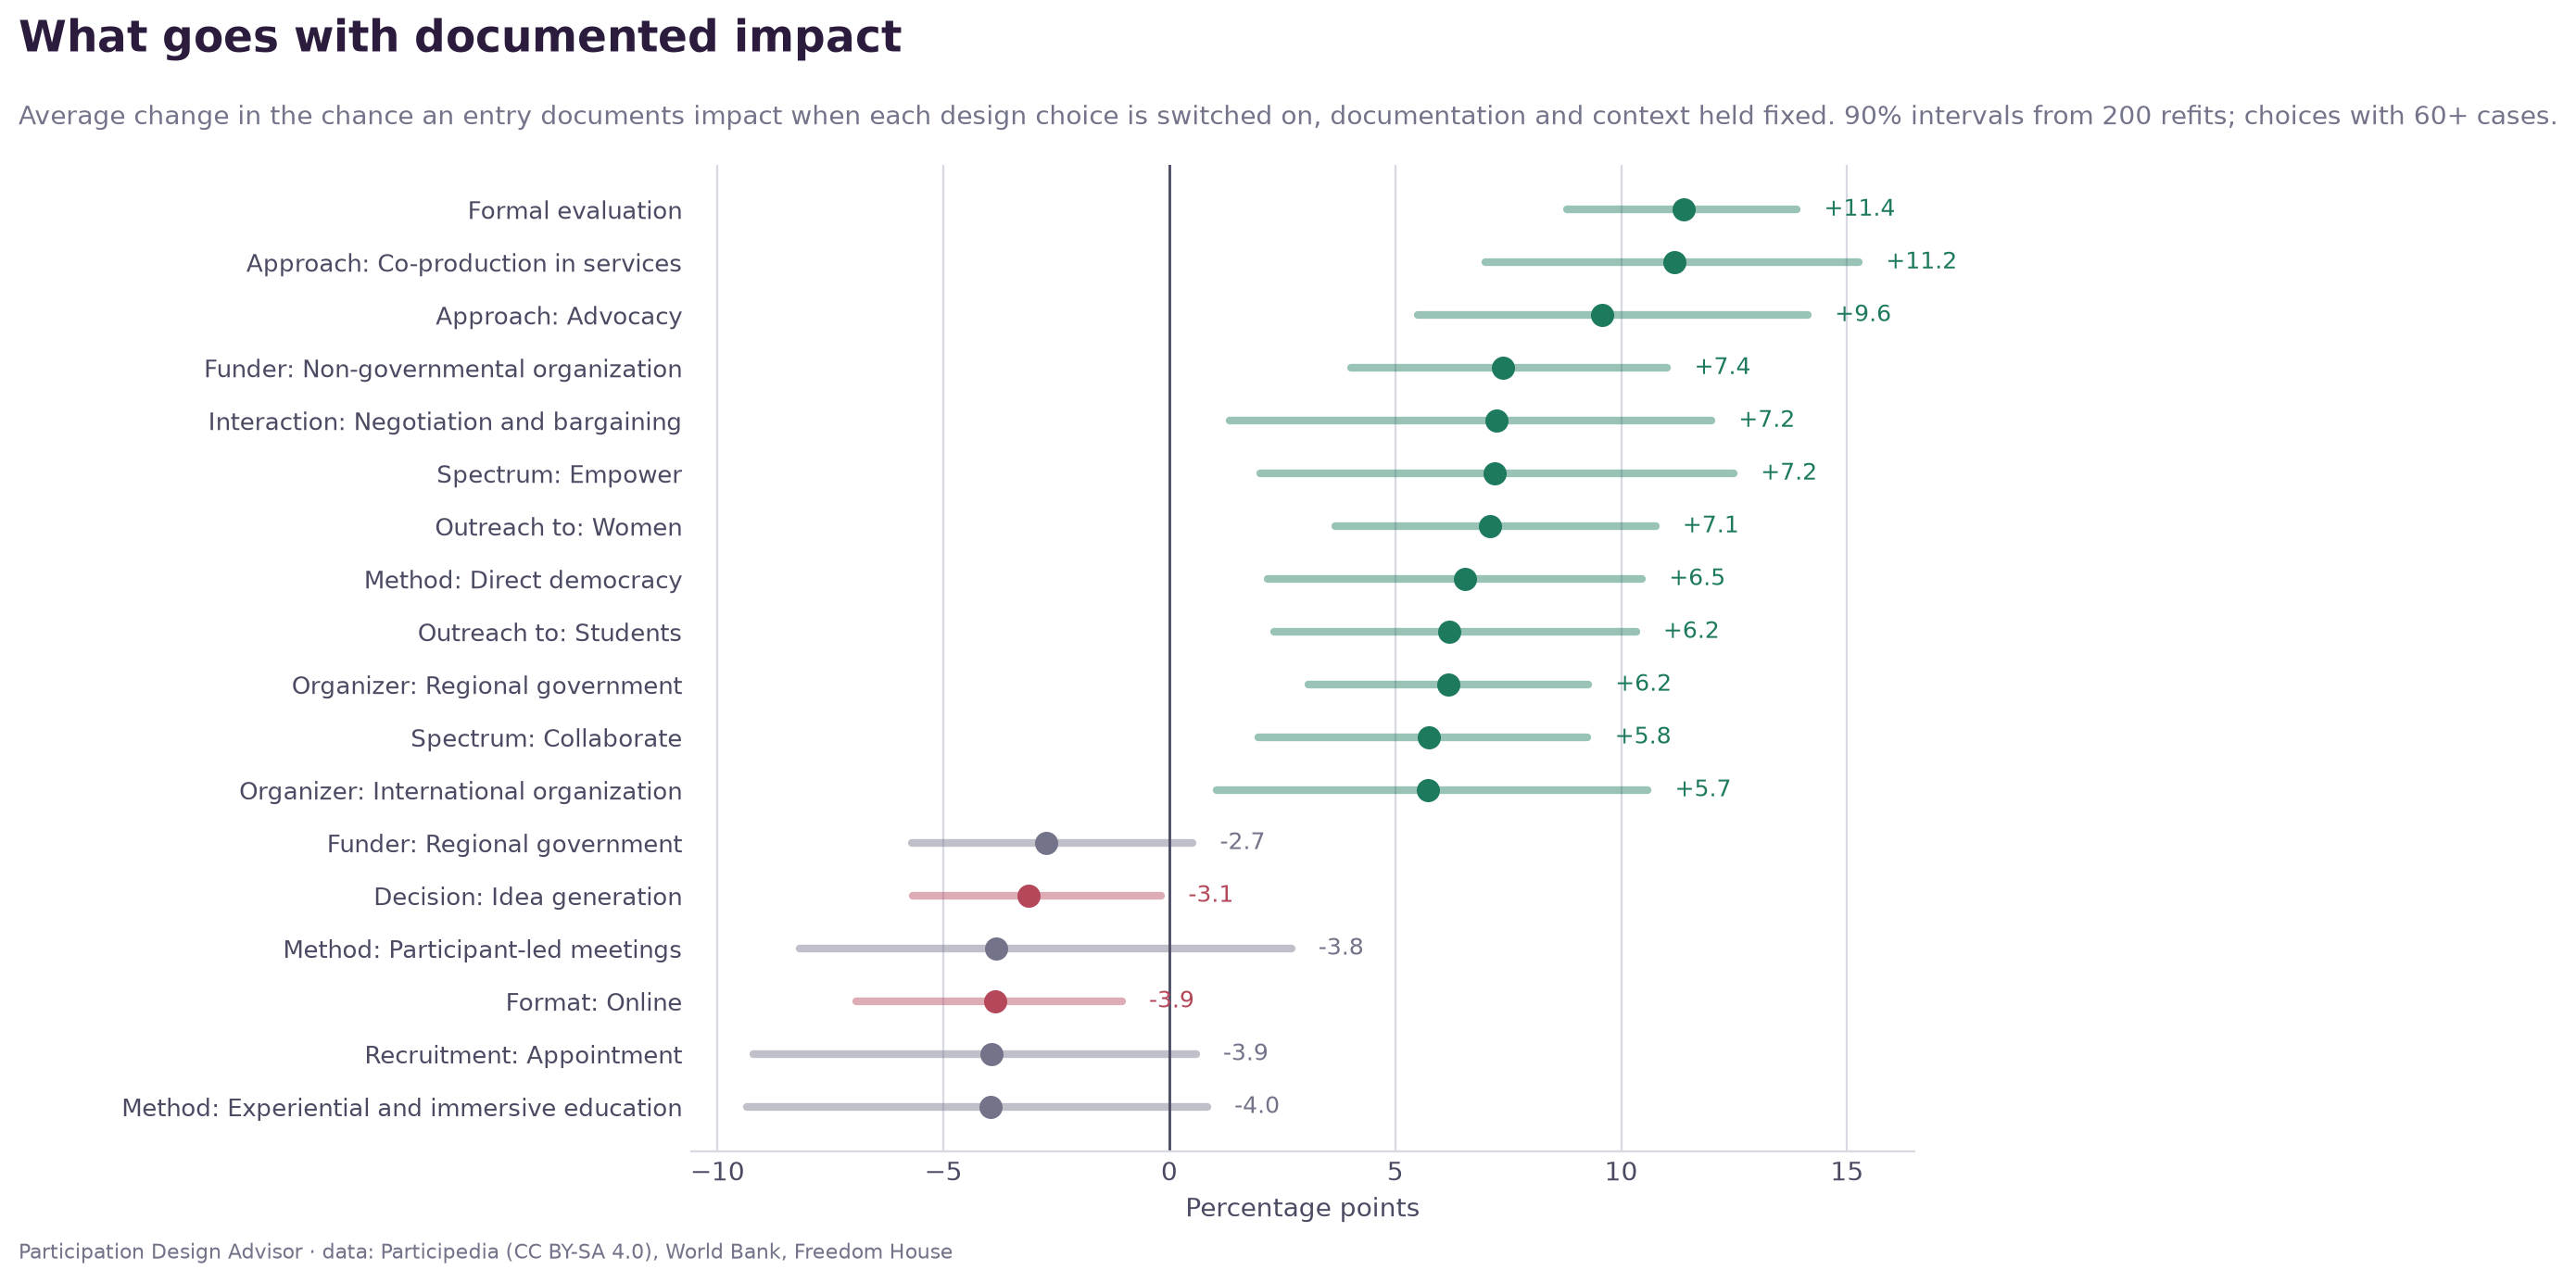 What goes with documented impact
Average change in the chance an entry documents impact when each design choice is switched on, documentation and context held fixed. 90% intervals from 200 refits; choices with 60+ cases.
Formal evaluation +11.4
Approach: Co-production in services +11.2
Approach: Advocacy +9.6
Funder: Non-governmental organization +7.4
Interaction: Negotiation and bargaining +7.2
Spectrum: Empower +7.2
Outreach to: Women +7.1
Method: Direct democracy +6.5
Outreach to: Students +6.2
Organizer: Regional government +6.2
Spectrum: Collaborate +5.8
Organizer: International organization +5.7
Funder: Regional government -2.7
Decision: Idea generation -3.1
Method: Participant-led meetings -3.8
Format: Online -3.9
Recruitment: Appointment -3.9
Method: Experiential and immersive education -4.0
−10 −5 0 5 10 15
Percentage points
Participation Design Advisor · data: Participedia (CC BY-SA 4.0), World Bank, Freedom House